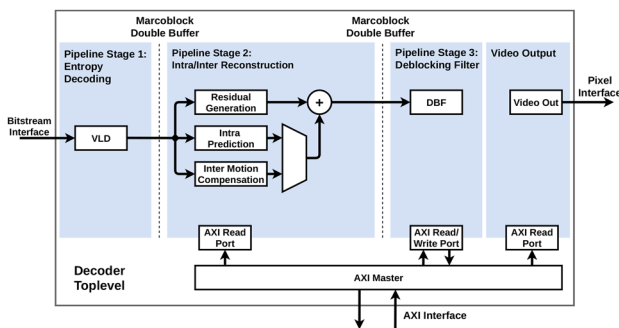 Marcoblock
Double Buffer
Marcoblock
Double Buffer
Pipeline Stage 1:
Entropy
Decoding
Pipeline Stage 2:
Intra/Inter Reconstruction
Pipeline Stage 3:
Deblocking Filter
Video Output
Bitstream
Interface
VLD
Residual
Generation
+
Intra
Prediction
Inter Motion
Compensation
DBF
Video Out
Pixel
Interface
AXI Read
Port
AXI Read/
Write Port
AXI Read
Port
Decoder
Toplevel
AXI Master
AXI Interface